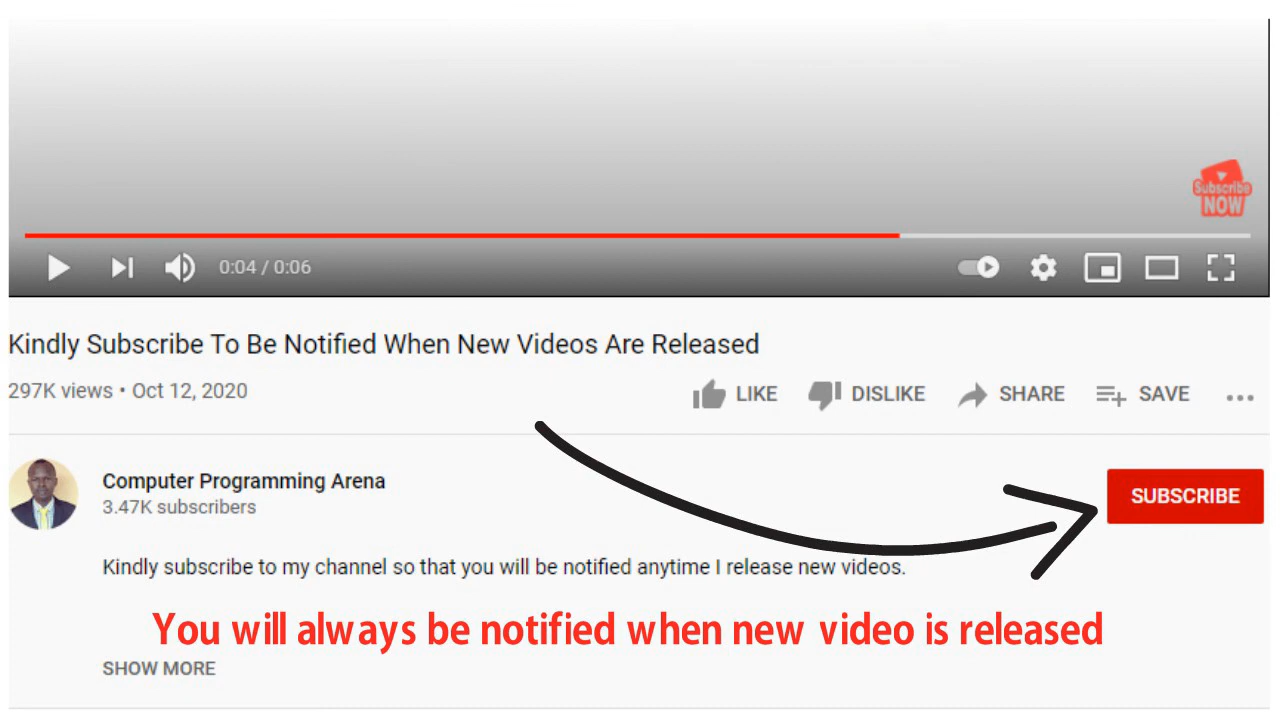 Subscribe
NOW
0:04 / 0:06
Kindly Subscribe To Be Notified When New Videos Are Released
297K views • Oct 12, 2020
LIKE DISLIKE SHARE SAVE ...
Computer Programming Arena
3.47K subscribers
SUBSCRIBE
Kindly subscribe to my channel so that you will be notified anytime I release new videos.
You will always be notified when new video is released
SHOW MORE